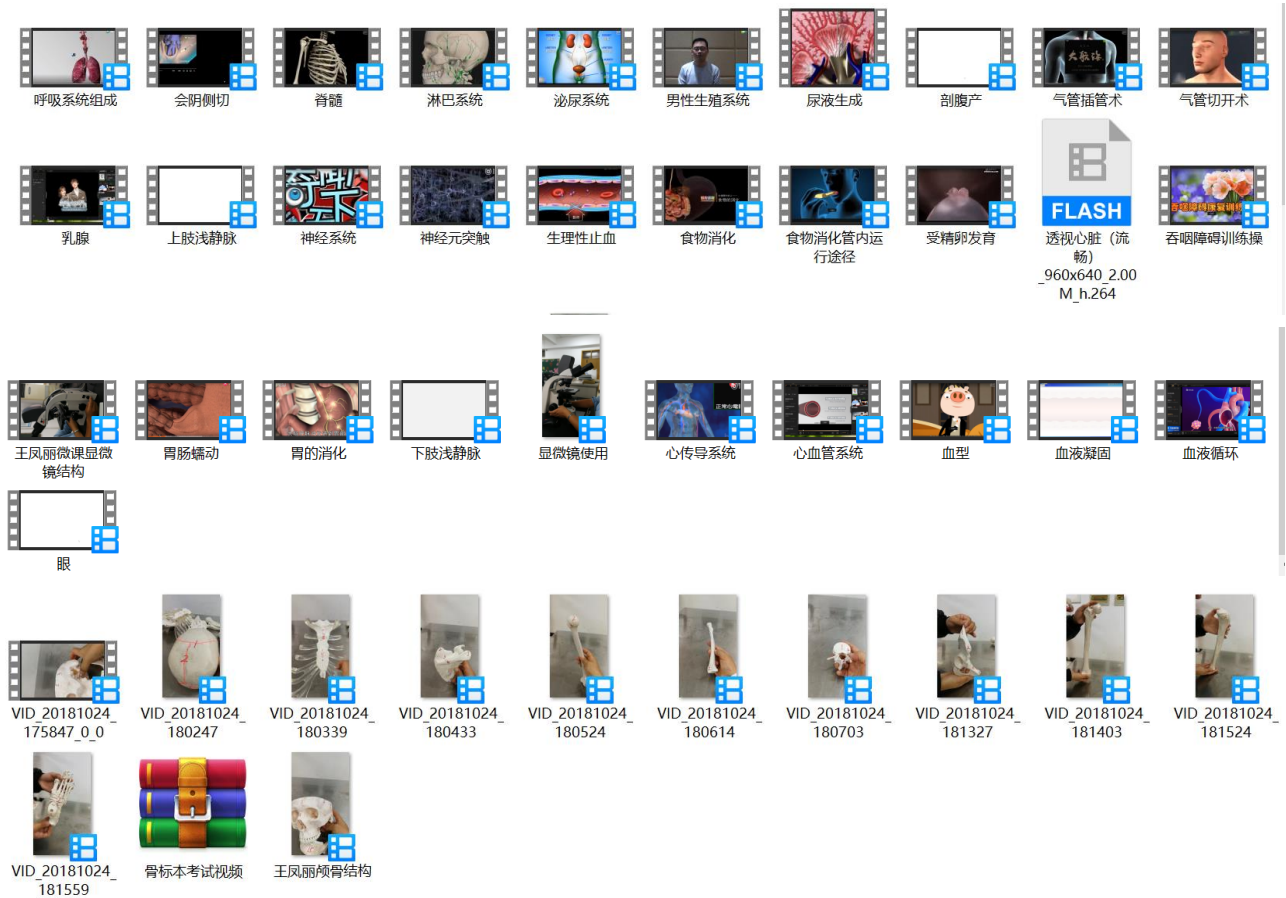 呼吸系统组成
会阴侧切
脊髓
淋巴系统
泌尿系统
男性生殖系统
尿液生成
剖腹产
大航海
气管插管术
气管切开术
乳腺
上肢浅静脉
神经系统
神经元突触
生理性止血
食物消化
食物消化管内运
行途径
受精卵发育
FLASH
透视心脏（流
畅）
_960x640_2.00
M_h.264
吞咽障碍训练操
王凤丽微课显微
镜结构
胃肠蠕动
胃的消化
下肢浅静脉
显微镜使用
正常心电图
心传导系统
心血管系统
血型
血液凝固
血液循环
眼
VID_20181024_
175847_0_0
VID_20181024_
180247
VID_20181024_
180339
VID_20181024_
180433
VID_20181024_
180524
VID_20181024_
180614
VID_20181024_
180703
VID_20181024_
181327
VID_20181024_
181403
VID_20181024_
181524
VID_20181024_
181559
骨标本考试视频
王凤丽颅骨结构